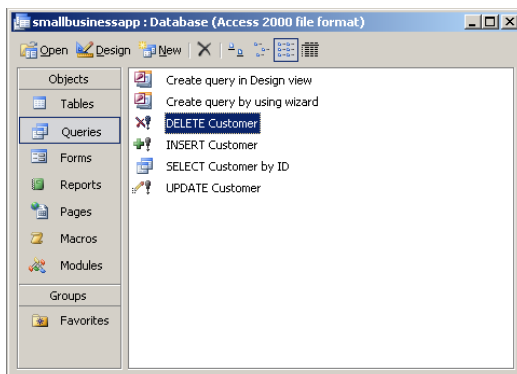 smallbusinessapp : Database (Access 2000 file format)
Open Design New
Objects
Tables
Queries
Forms
Reports
Pages
Macros
Modules
Groups
Favorites
Create query in Design view
Create query by using wizard
DELETE Customer
INSERT Customer
SELECT Customer by ID
UPDATE Customer